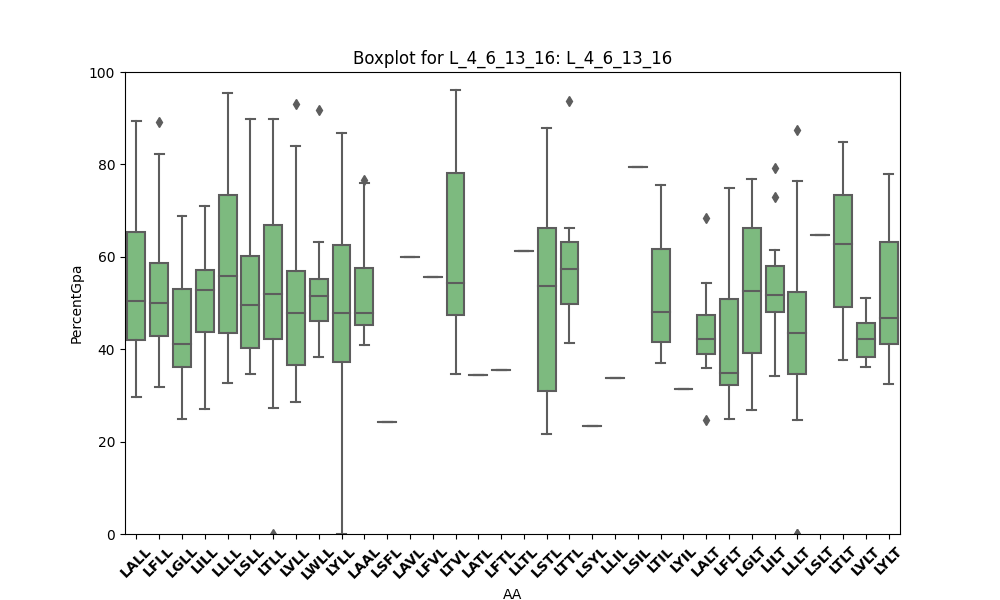 Boxplot for L_4_6_13_16: L_4_6_13_16
100
80
60
40
20
0
PercentGpa
LALL LFLL LGLL LILL LLLL LSLL LTLL LVLL LWLL LYLL LAAL LSFL LAVL LFVL LTVL LATL LFTL LLTL LSTL LTTL LSYL LLIL LSIL LTIL LYIL LALT LFLT LGLT LILT LLLT LSLT LTLT LVLT LYLT
AA